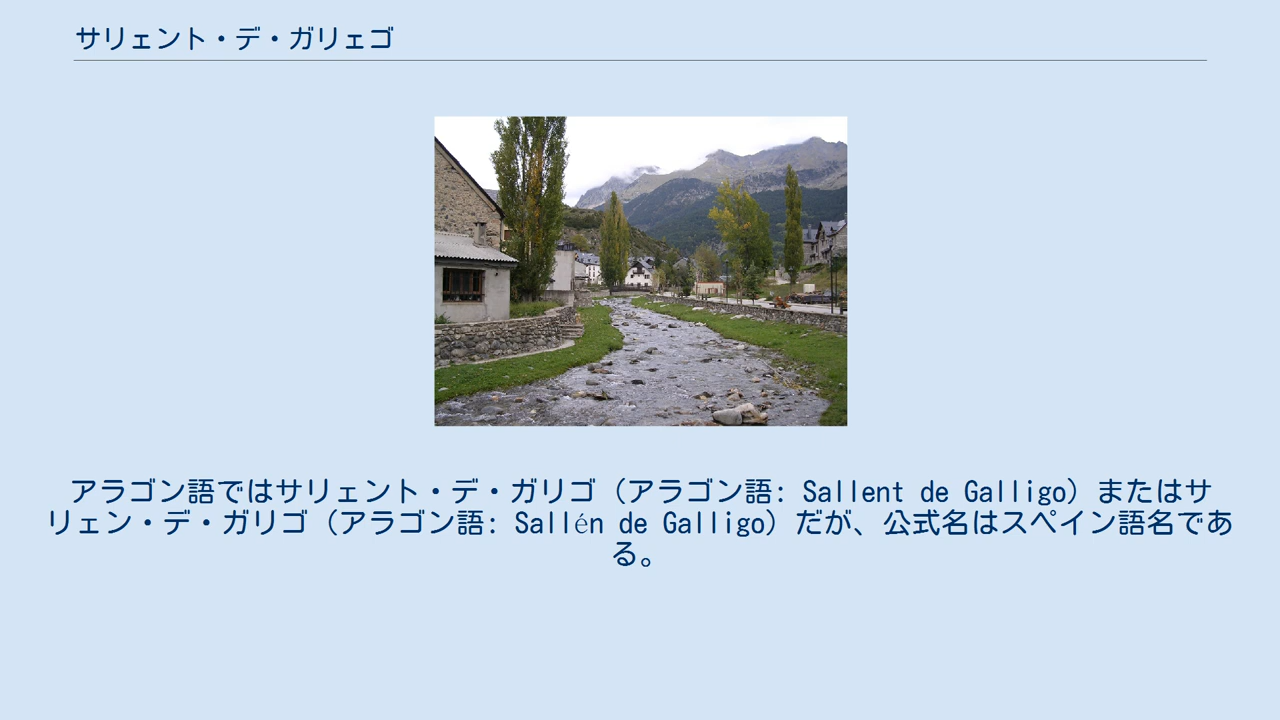 サリェント・デ・ガリェゴ
アラゴン語ではサリェント・デ・ガリゴ（アラゴン語: Sallent de Galligo）またはサ
リェン・デ・ガリゴ（アラゴン語: Sallén de Galligo）だが、公式名はスペイン語名であ
る。